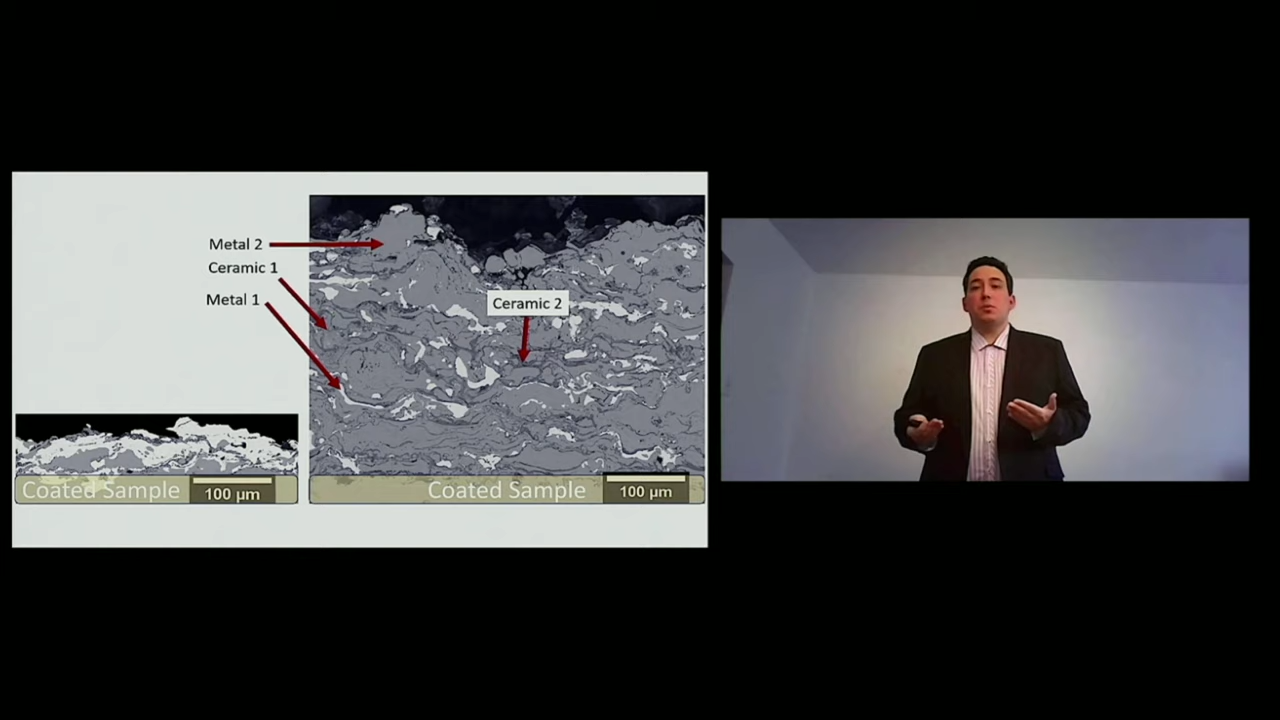 Metal 2
Ceramic 1
Metal 1
Ceramic 2
Coated Sample
100 µm
Coated Sample
100 µm